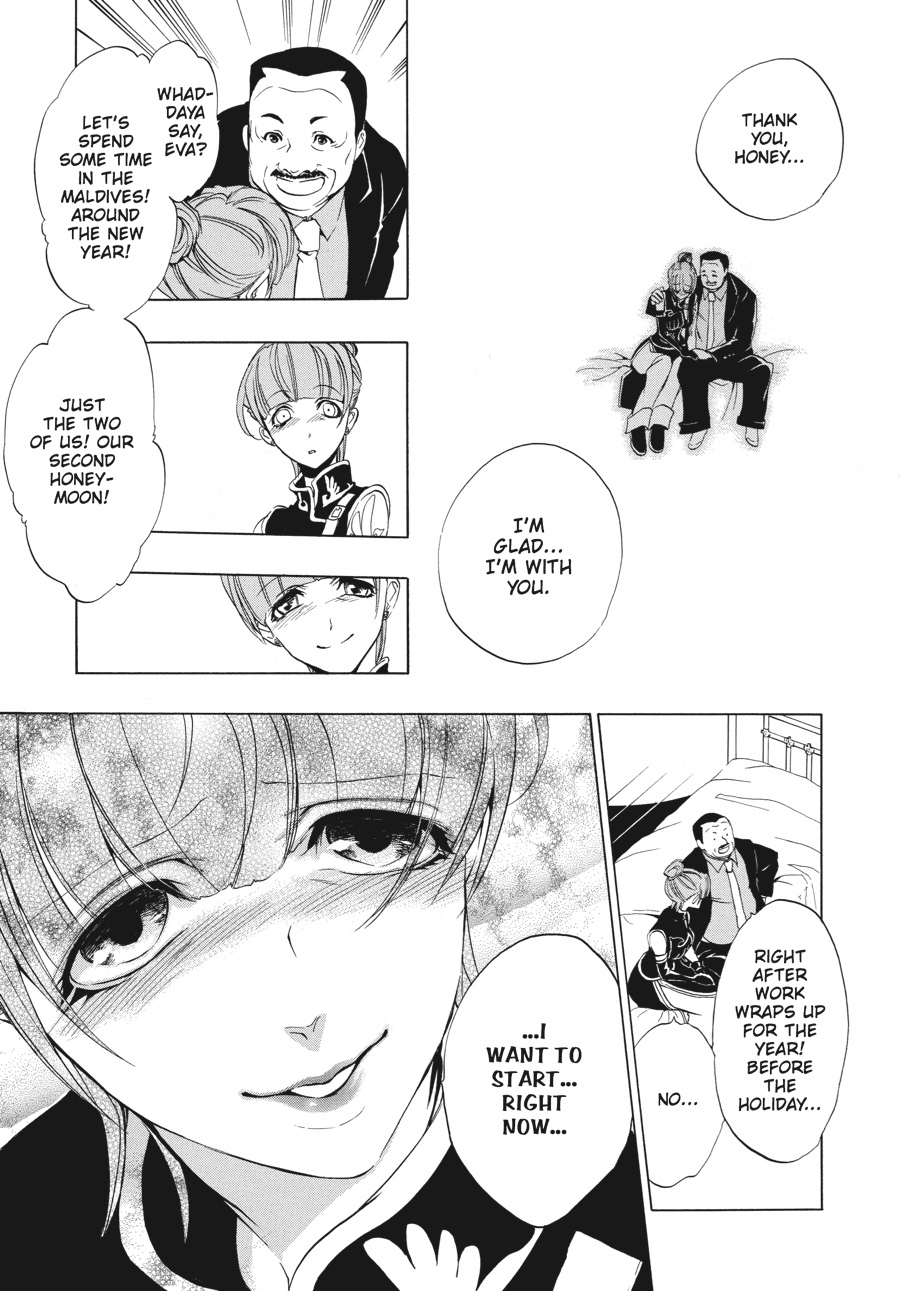 THANK
YOU,
HONEY...
I'M
GLAD...
I'M WITH
YOU.
WHAD-
DAYA
SAY,
EVA?
LET'S
SPEND
SOME TIME
IN THE
MALDIVES!
AROUND
THE NEW
YEAR!
JUST
THE TWO
OF US! OUR
SECOND
HONEY-
MOON!
RIGHT
AFTER
WORK
WRAPS UP
FOR THE
YEAR!
BEFORE
THE
HOLIDAY...
NO...
...I
WANT TO
START...
RIGHT
NOW...